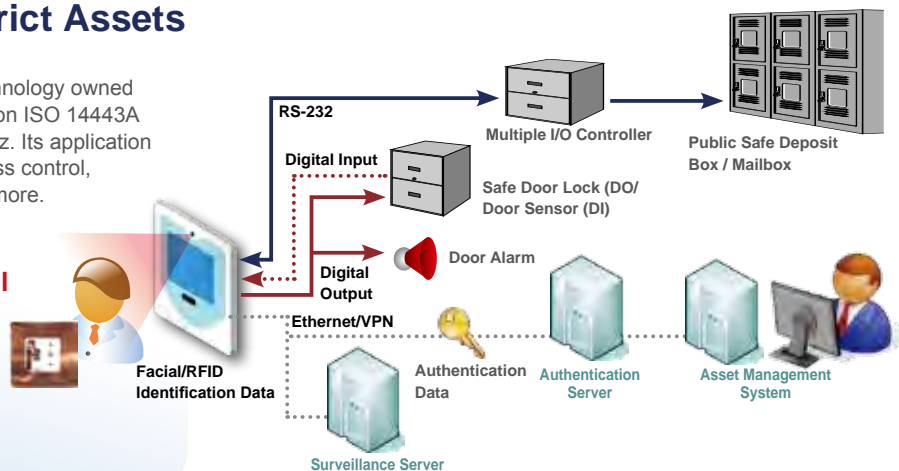 rict Assets
hnology owned
on ISO 14443A
z. Its application
ss control,
more.
l
RS-232
Multiple I/O Controller
Public Safe Deposit
Box / Mailbox
Digital Input
Safe Door Lock (DO/
Door Sensor (DI)
Door Alarm
Digital
Output
Ethernet/VPN
Facial/RFID
Identification Data
Authentication
Data
Authentication
Server
Asset Management
System
Surveillance Server